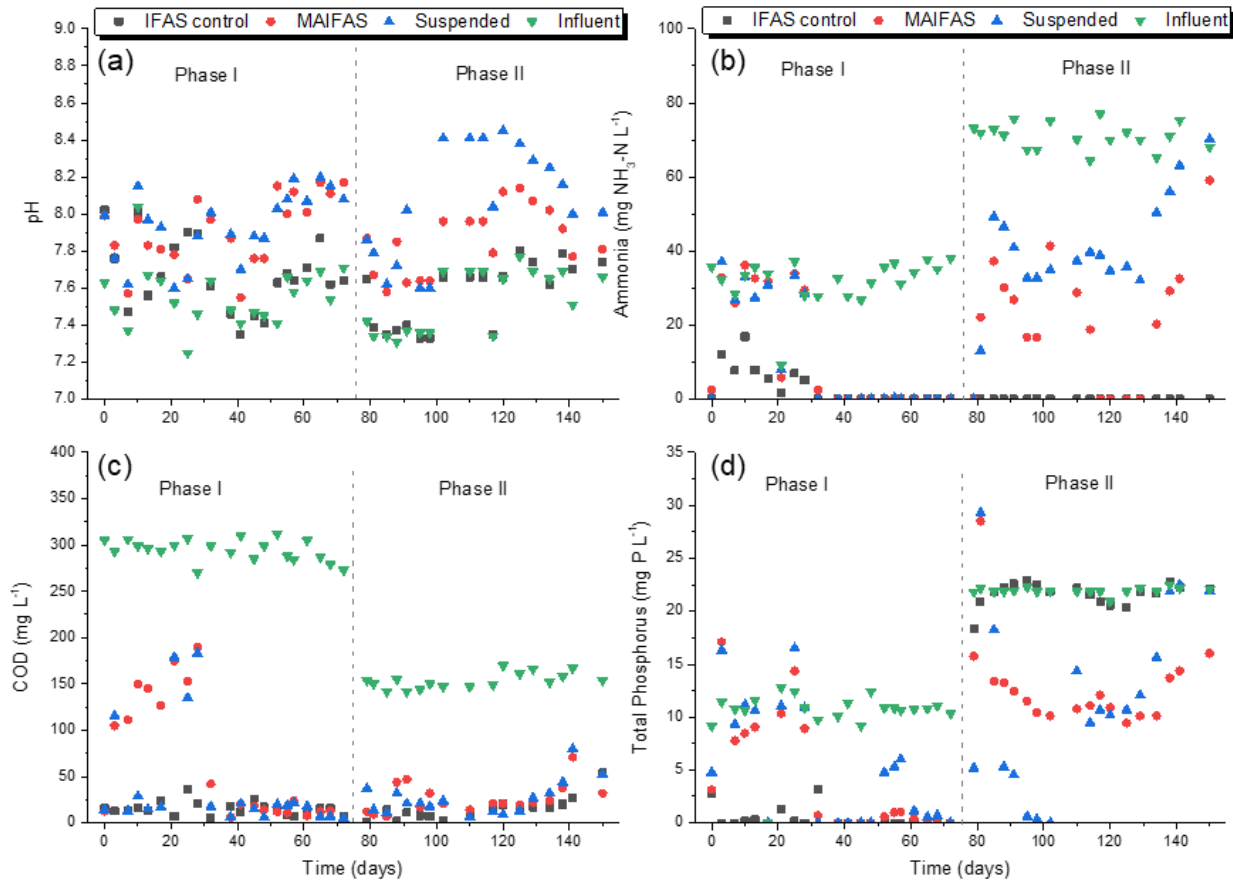 IFAS control MAIFAS Suspended Influent
IFAS control MAIFAS Suspended Influent
(a)
Phase I
Phase II
pH
9.0
8.8
8.6
8.4
8.2
8.0
7.8
7.6
7.4
7.2
7.0
0 20 40 60 80 100 120 140
(b)
Phase I
Phase II
Ammonia (mg NH3-N L-1)
100
80
60
40
20
0
0 20 40 60 80 100 120 140
(c)
Phase I
Phase II
COD (mg L-1)
400
350
300
250
200
150
100
50
0
0 20 40 60 80 100 120 140
Time (days)
(d)
Phase I
Phase II
Total Phosphorus (mg P L-1)
35
30
25
20
15
10
5
0
0 20 40 60 80 100 120 140
Time (days)